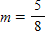 m = 5/8